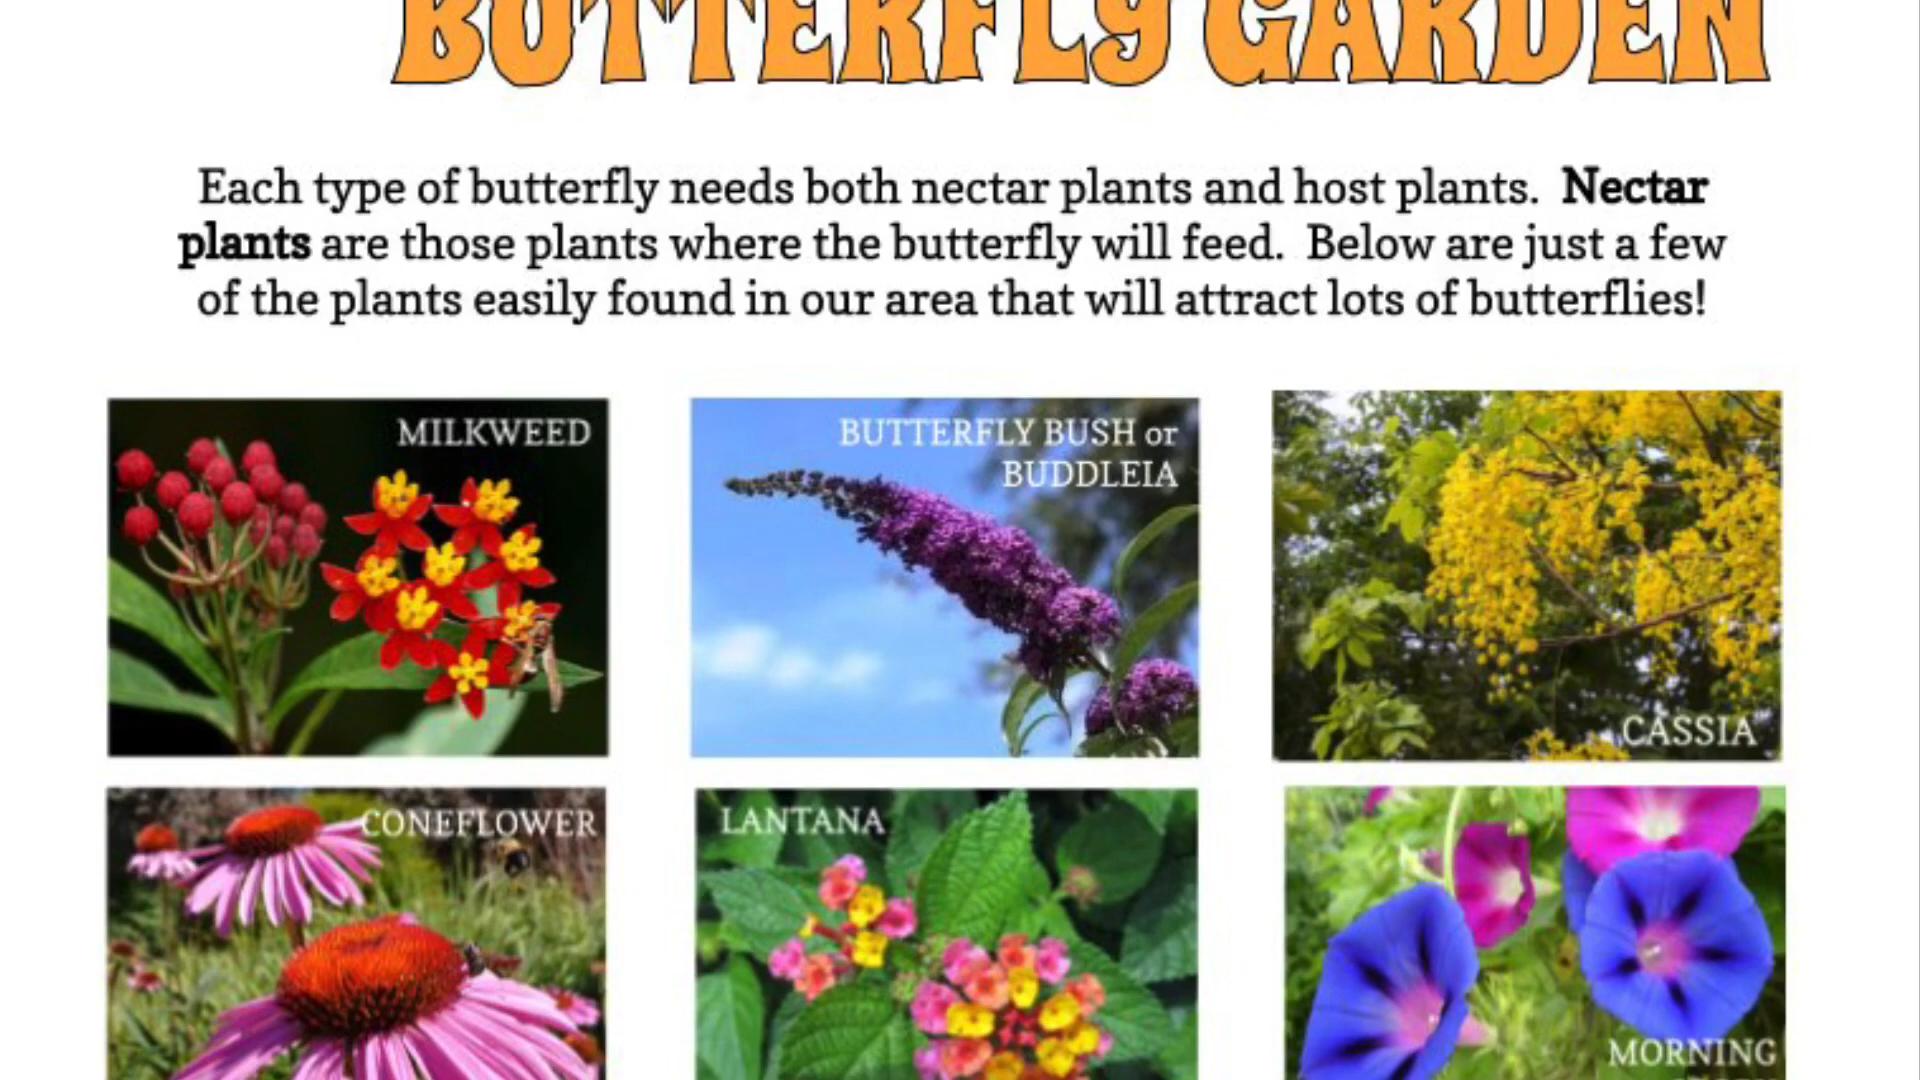 BUTTERFLY GARDEN
Each type of butterfly needs both nectar plants and host plants.  Nectar
plants are those plants where the butterfly will feed.  Below are just a few
of the plants easily found in our area that will attract lots of butterflies!
MILKWEED
BUTTERFLY BUSH or
BUDDLEIA
CASSIA
CONEFLOWER
LANTANA
MORNING